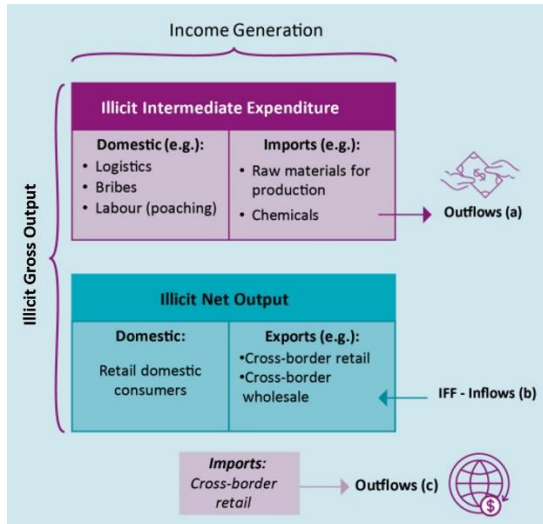 Income Generation
Illicit Gross Output
Illicit Intermediate Expenditure
Domestic (e.g.):
• Logistics
• Bribes
• Labour (poaching)
Imports (e.g.):
• Raw materials for
production
• Chemicals
Outflows (a)
Illicit Net Output
Domestic:
Retail domestic
consumers
Exports (e.g.):
•Cross-border retail
•Cross-border
wholesale
IFF - Inflows (b)
Imports:
Cross-border
retail
Outflows (c)
$
$